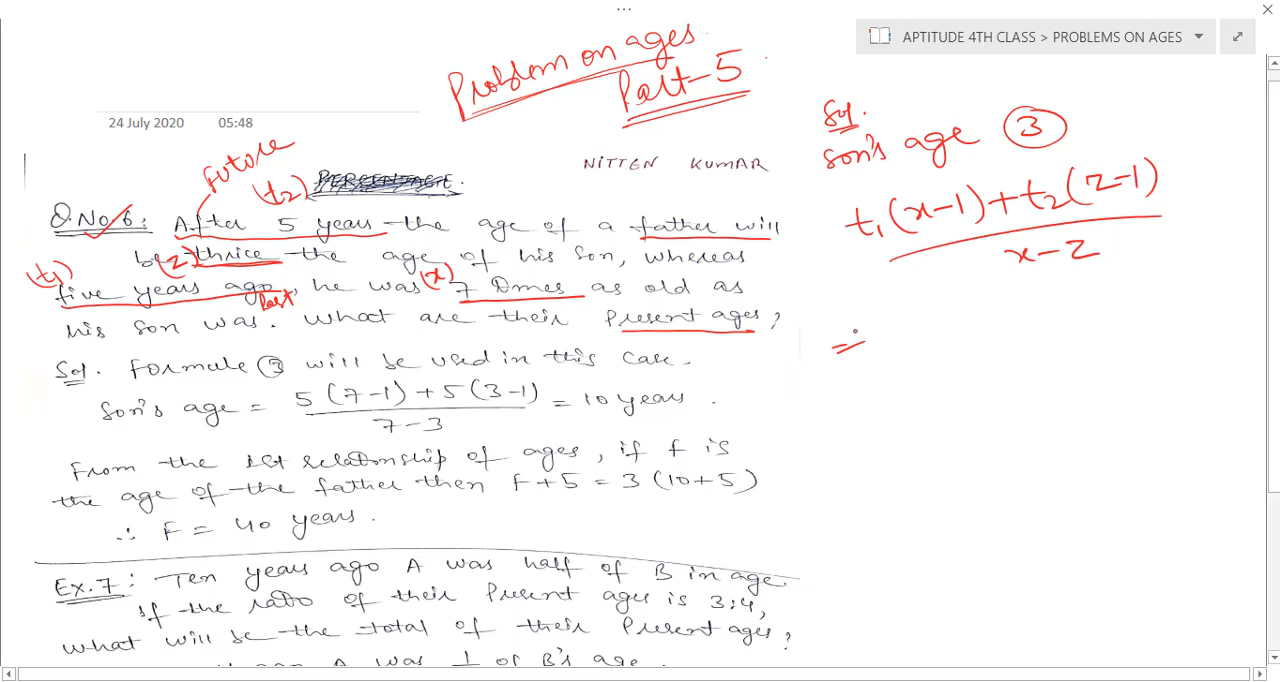 ...
APTITUDE 4TH CLASS > PROBLEMS ON AGES
Problem on ages
Part-5
24 July 2020 05:48
NITTEN KUMAR
Future
(t2)
PERCENTAGE.
Q.No 6: After 5 years the age of a father will
be (z) thrice the age of his son, whereas
(t1)
five years ago, he was (x) 7 times as old as
Past
his son was. What are their Present ages?
Sol. Formula ③ will be used in this case.
Son's age = 5(7-1)+5(3-1) / 7-3 = 10 years.
From the 1st relationship of ages, if f is
the age of the father then F+5 = 3(10+5)
∴ F = 40 years.
Ex.7: Ten years ago A was half of B in age
If the ratio of their Present ages is 3:4,
what will be the total of their Present ages?
ago A was 1 of B's age.
Sol.
Son's age ③
t1(x-1)+t2(z-1)
x-z
=